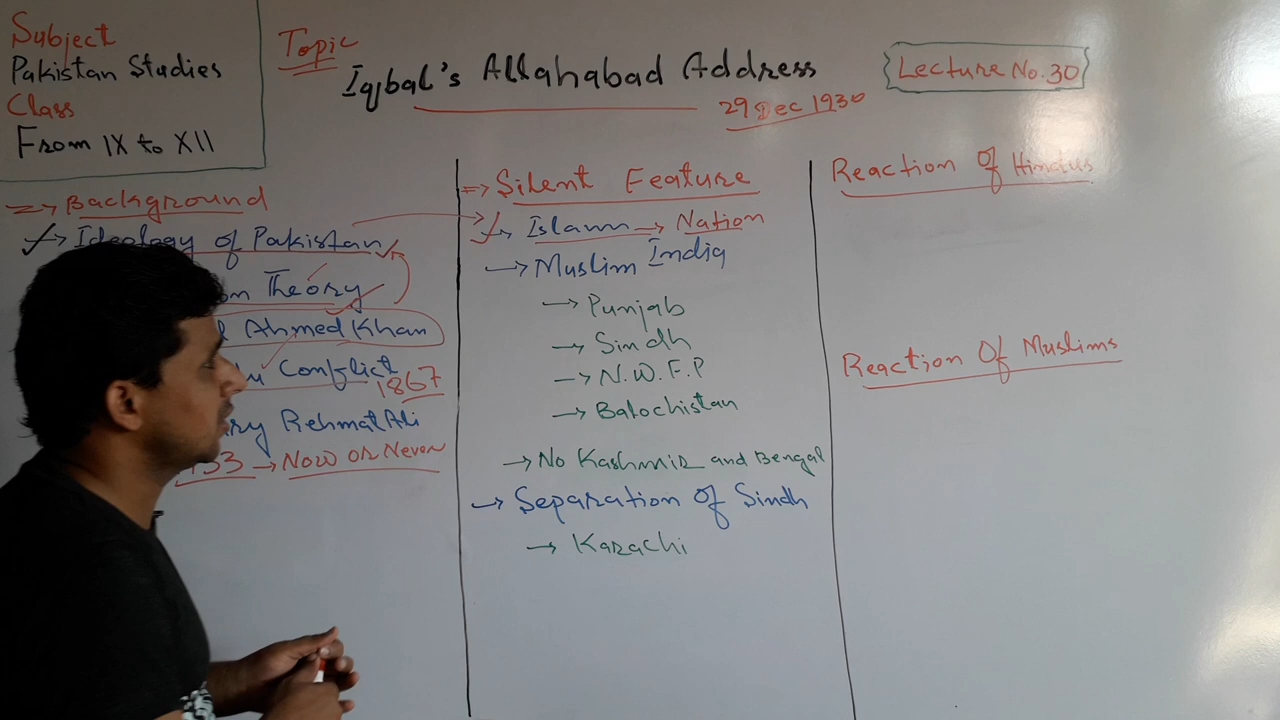 Subject
Pakistan Studies
Class
From IX to XII
Topic
Iqbal's Allahabad Address
29 Dec 1930
Lecture No. 30
Background
Ideology of Pakistan
Theory
Ahmed Khan
Conflict
1867
Rehmat Ali
33 → Now or Never
Silent Feature
Islam → Nation
Muslim India
Punjab
Sindh
N.W.F.P
Balochistan
No Kashmir and Bengal
Separation of Sindh
Karachi
Reaction Of Hindus
Reaction Of Muslims